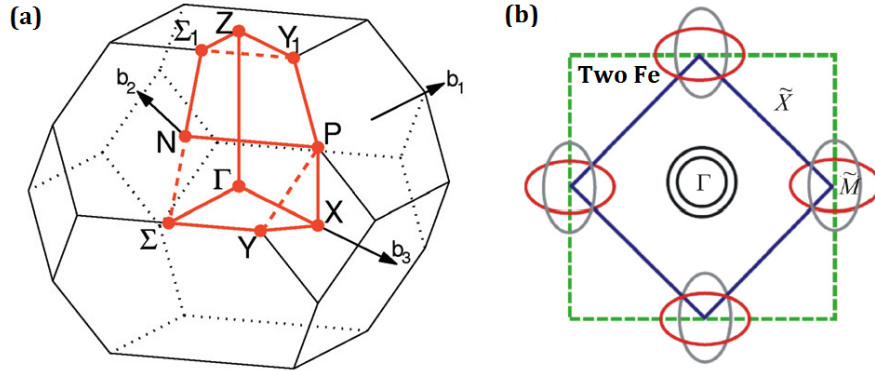 (a)
Z
Σ₁
Y₁
b₂
b₁
N
P
Γ
Σ
Y
X
b₃
(b)
Two Fe
X̃
Γ
M̃